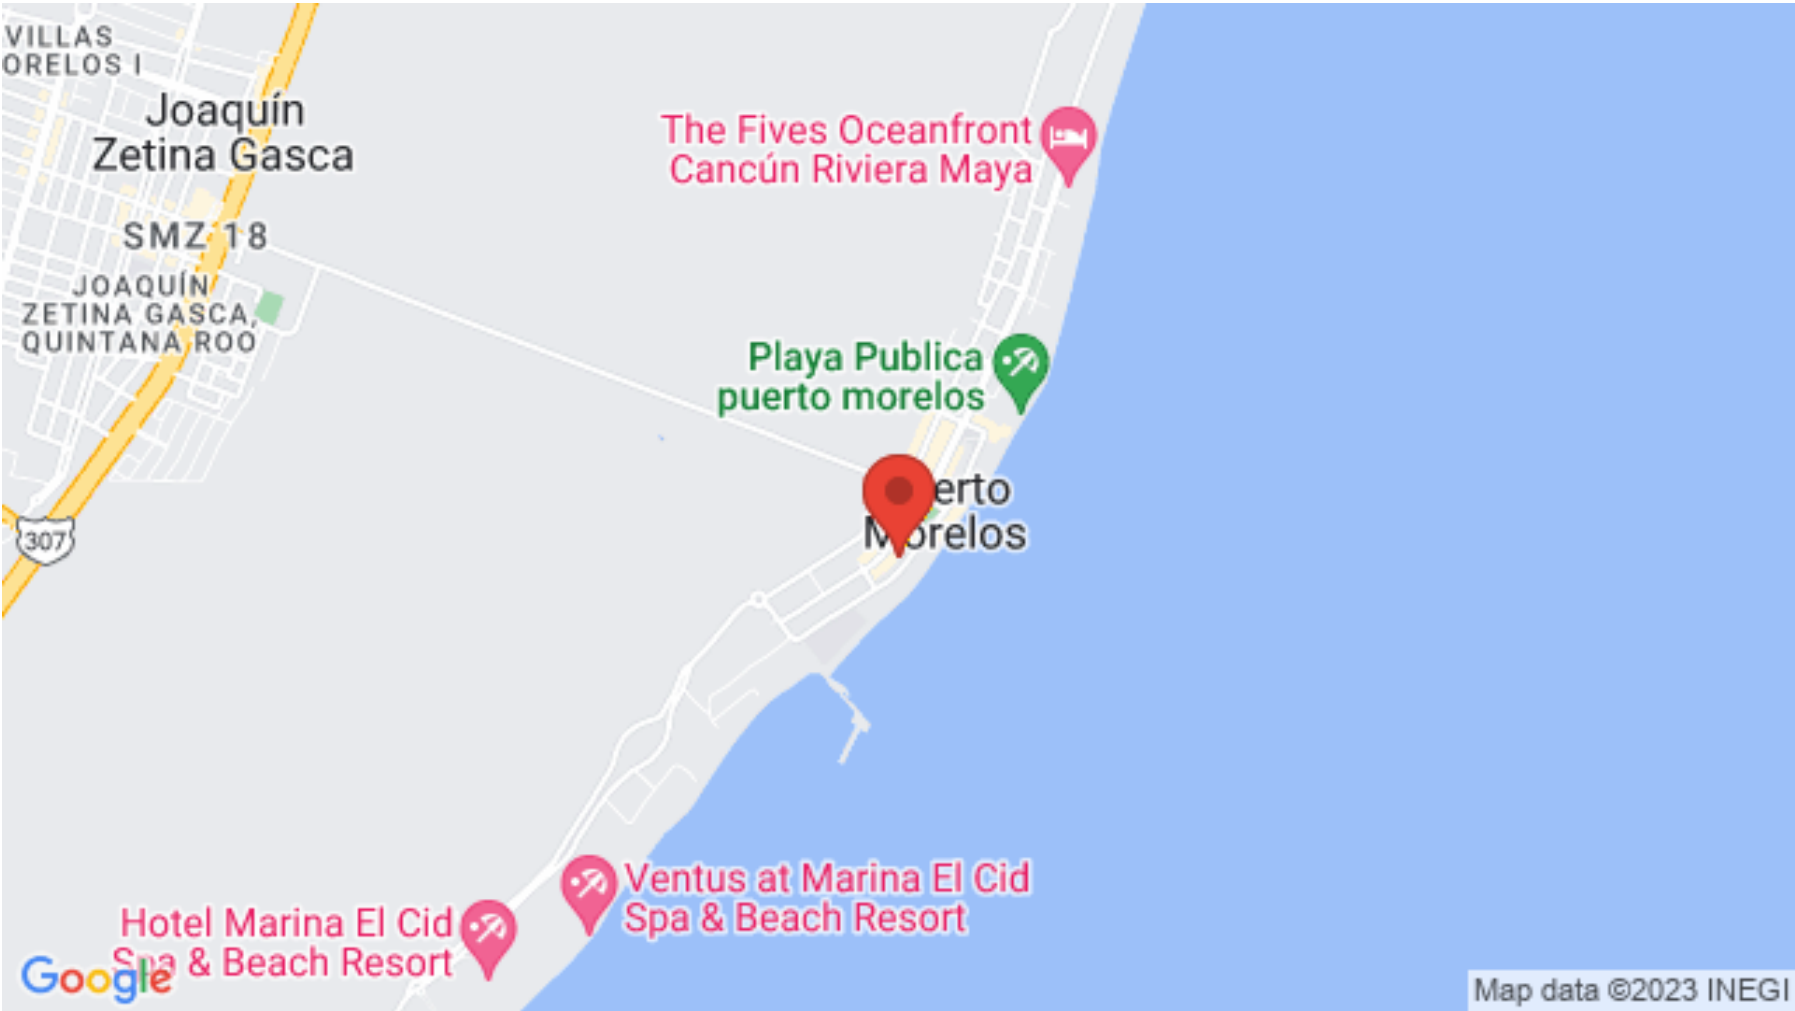 VILLAS
ORELOS I
Joaquín
Zetina Gasca
The Fives Oceanfront
Cancún Riviera Maya
SMZ 18
JOAQUÍN
ZETINA GASCA,
QUINTANA ROO
Playa Publica
puerto morelos
erto
Morelos
307
Ventus at Marina El Cid
Spa & Beach Resort
Hotel Marina El Cid
Spa & Beach Resort
Google
Map data ©2023 INEGI